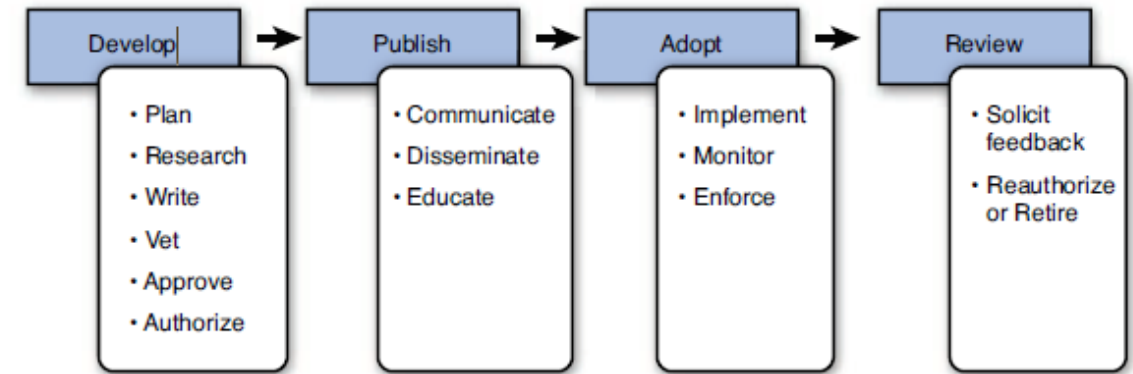 Develop
Publish
Adopt
Review
• Plan
• Research
• Write
• Vet
• Approve
• Authorize
• Communicate
• Disseminate
• Educate
• Implement
• Monitor
• Enforce
• Solicit
feedback
• Reauthorize
or Retire